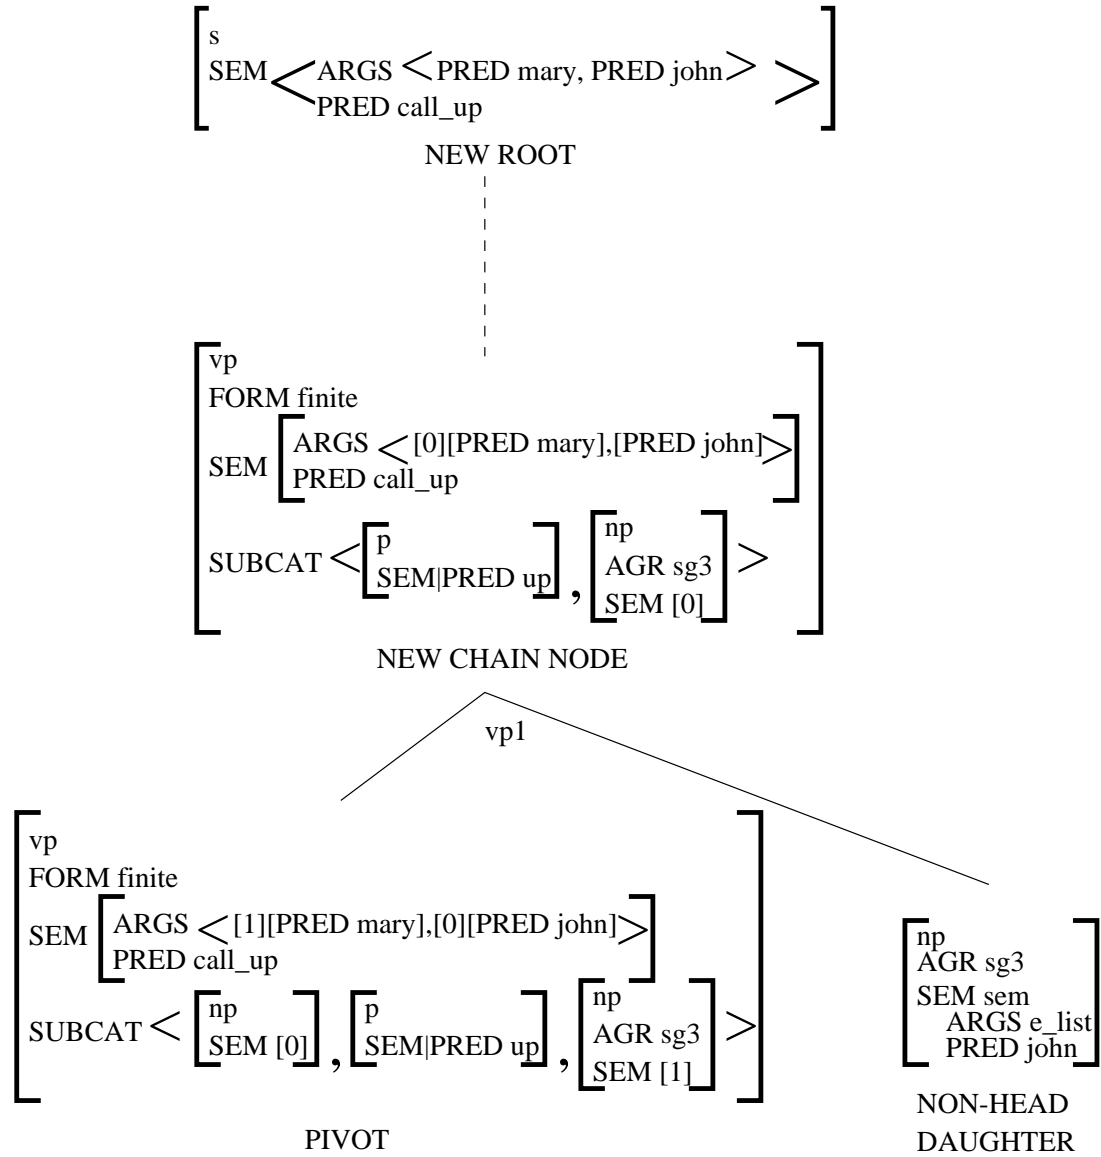 s
SEM < ARGS <PRED mary, PRED john> >
PRED call_up
NEW ROOT
vp
FORM finite
SEM [ARGS <[0][PRED mary],[PRED john]>
PRED call_up]
SUBCAT < [p
SEM|PRED up] , [np
AGR sg3
SEM [0]] >
NEW CHAIN NODE
vp1
vp
FORM finite
SEM [ARGS <[1][PRED mary],[0][PRED john]>
PRED call_up]
SUBCAT < [np
SEM [0]] , [p
SEM|PRED up] , [np
AGR sg3
SEM [1]] >
PIVOT
np
AGR sg3
SEM sem
ARGS e_list
PRED john
NON-HEAD
DAUGHTER